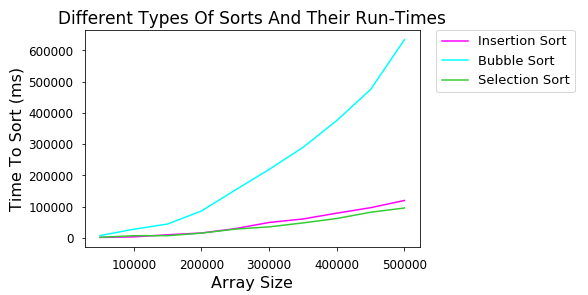 Different Types Of Sorts And Their Run-Times
Insertion Sort
Bubble Sort
Selection Sort
Time To Sort (ms)
600000
500000
400000
300000
200000
100000
0
100000 200000 300000 400000 500000
Array Size